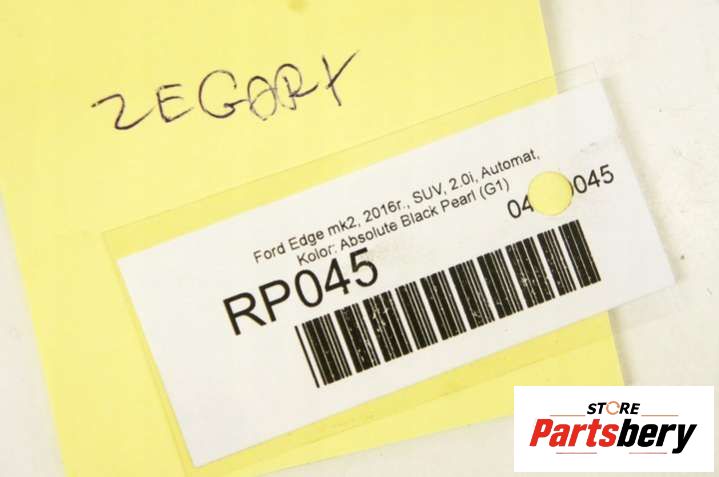 ZEGARY
Ford Edge mk2, 2016r., SUV, 2.0i, Automat,
Kolor: Absolute Black Pearl (G1)
RP045
045
STORE
Partsbery